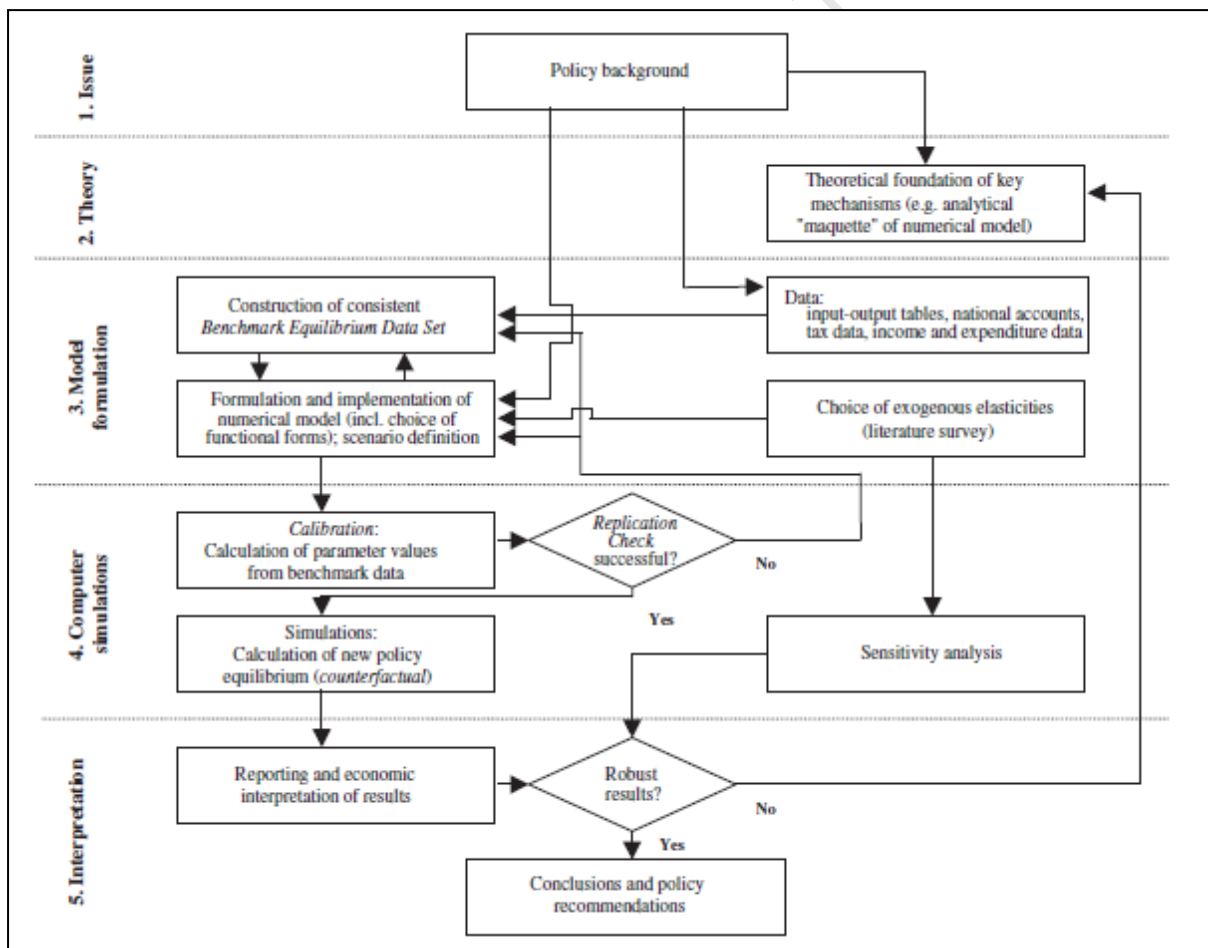 1. Issue
Policy background
2. Theory
Theoretical foundation of key
mechanisms (e.g. analytical
"maquette" of numerical model)
3. Model
formulation
Construction of consistent
Benchmark Equilibrium Data Set
Data:
input-output tables, national accounts,
tax data, income and expenditure data
Formulation and implementation of
numerical model (incl. choice of
functional forms); scenario definition
Choice of exogenous elasticities
(literature survey)
4. Computer
simulations
Calibration:
Calculation of parameter values
from benchmark data
Replication
Check
successful?
No
Yes
Simulations:
Calculation of new policy
equilibrium (counterfactual)
Sensitivity analysis
5. Interpretation
Reporting and economic
interpretation of results
Robust
results?
No
Yes
Conclusions and policy
recommendations